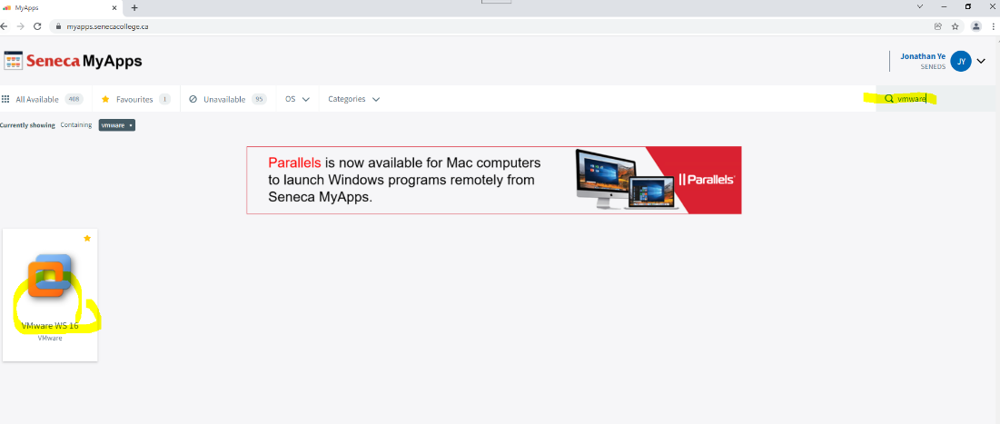 MyApps
myapps.senecacollege.ca
Seneca MyApps
Jonathan Ye
SENEDS
JY
All Available 408 Favourites 1 Unavailable 95 OS Categories vmware
Currently showing Containing vmware
Parallels is now available for Mac computers
to launch Windows programs remotely from
Seneca MyApps.
Parallels
VMware WS 16
VMware